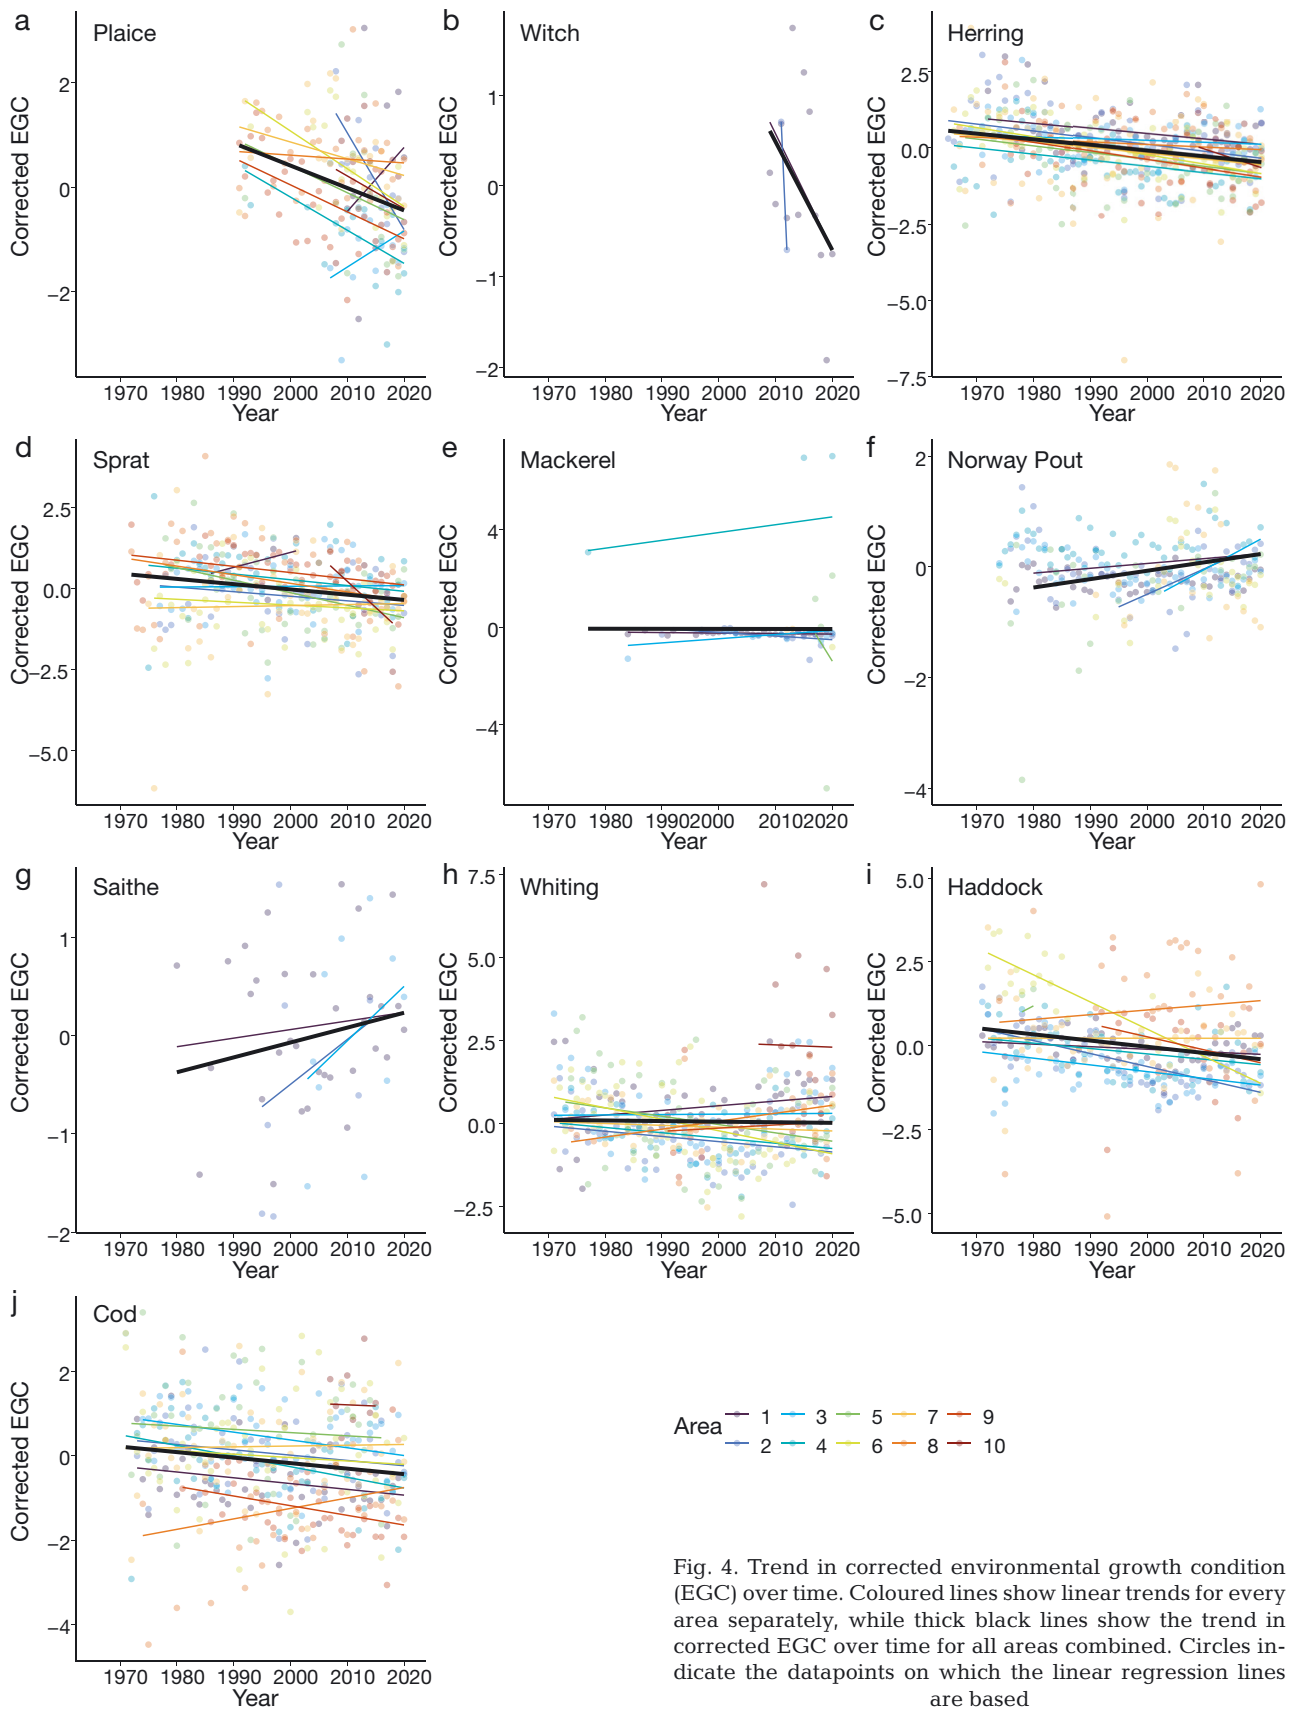 a
Plaice
Corrected EGC
2
0
−2
1970 1980 1990 2000 2010 2020
Year
b
Witch
Corrected EGC
1
0
−1
−2
1970 1980 1990 2000 2010 2020
Year
c
Herring
Corrected EGC
2.5
0.0
−2.5
−5.0
−7.5
1970 1980 1990 2000 2010 2020
Year
d
Sprat
Corrected EGC
2.5
0.0
−2.5
−5.0
1970 1980 1990 2000 2010 2020
Year
e
Mackerel
Corrected EGC
4
0
−4
1970 1980 1990 2000 2010 2020
Year
f
Norway Pout
Corrected EGC
2
0
−2
−4
1970 1980 1990 2000 2010 2020
Year
g
Saithe
Corrected EGC
1
0
−1
−2
1970 1980 1990 2000 2010 2020
Year
h
Whiting
Corrected EGC
7.5
5.0
2.5
0.0
−2.5
1970 1980 1990 2000 2010 2020
Year
i
Haddock
Corrected EGC
5.0
2.5
0.0
−2.5
−5.0
1970 1980 1990 2000 2010 2020
Year
j
Cod
Corrected EGC
2
0
−2
−4
1970 1980 1990 2000 2010 2020
Year
Area
1 3 5 7 9
2 4 6 8 10
Fig. 4. Trend in corrected environmental growth condition
(EGC) over time. Coloured lines show linear trends for every
area separately, while thick black lines show the trend in
corrected EGC over time for all areas combined. Circles in-
dicate the datapoints on which the linear regression lines
are based